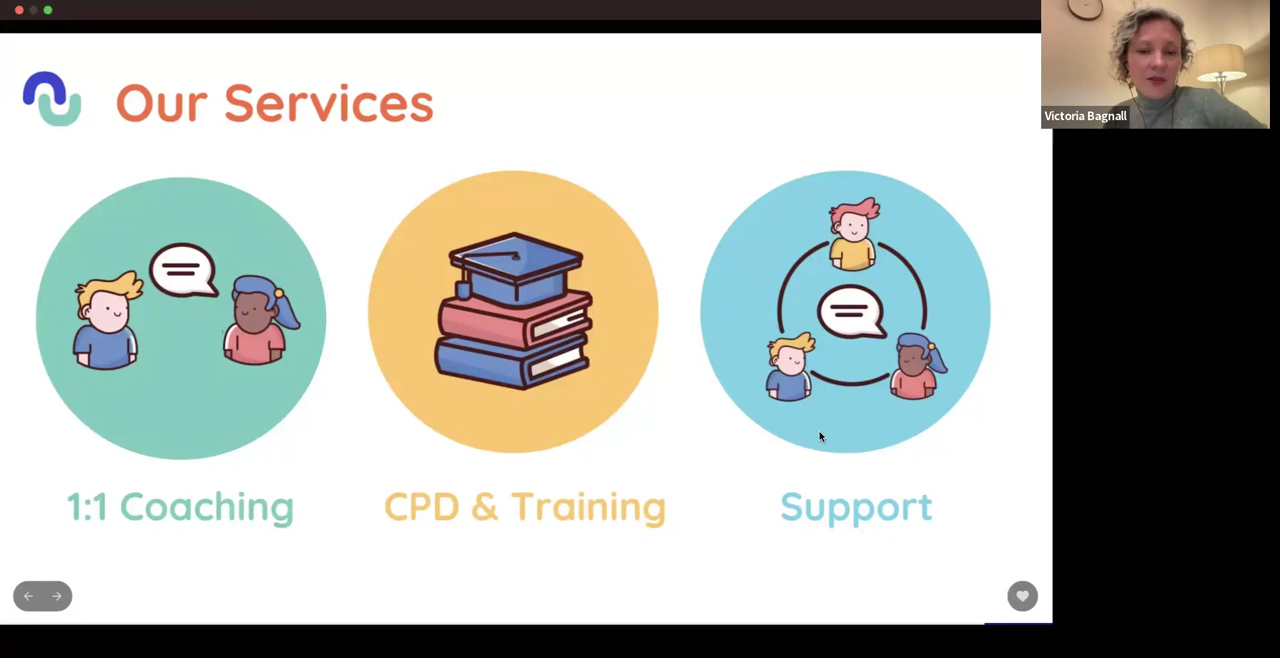 Our Services
Victoria Bagnall
1:1 Coaching
CPD & Training
Support